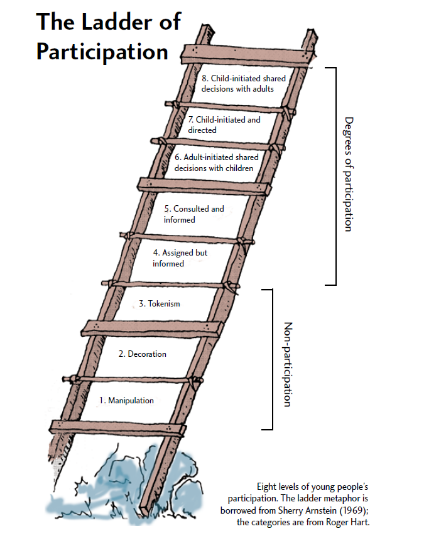 The Ladder of
Participation
8. Child-initiated shared
decisions with adults
7. Child-initiated and
directed
6. Adult-initiated shared
decisions with children
5. Consulted and
informed
4. Assigned but
informed
3. Tokenism
2. Decoration
1. Manipulation
Degrees of participation
Non-participation
Eight levels of young people's
participation. The ladder metaphor is
borrowed from Sherry Arnstein (1969);
the categories are from Roger Hart.